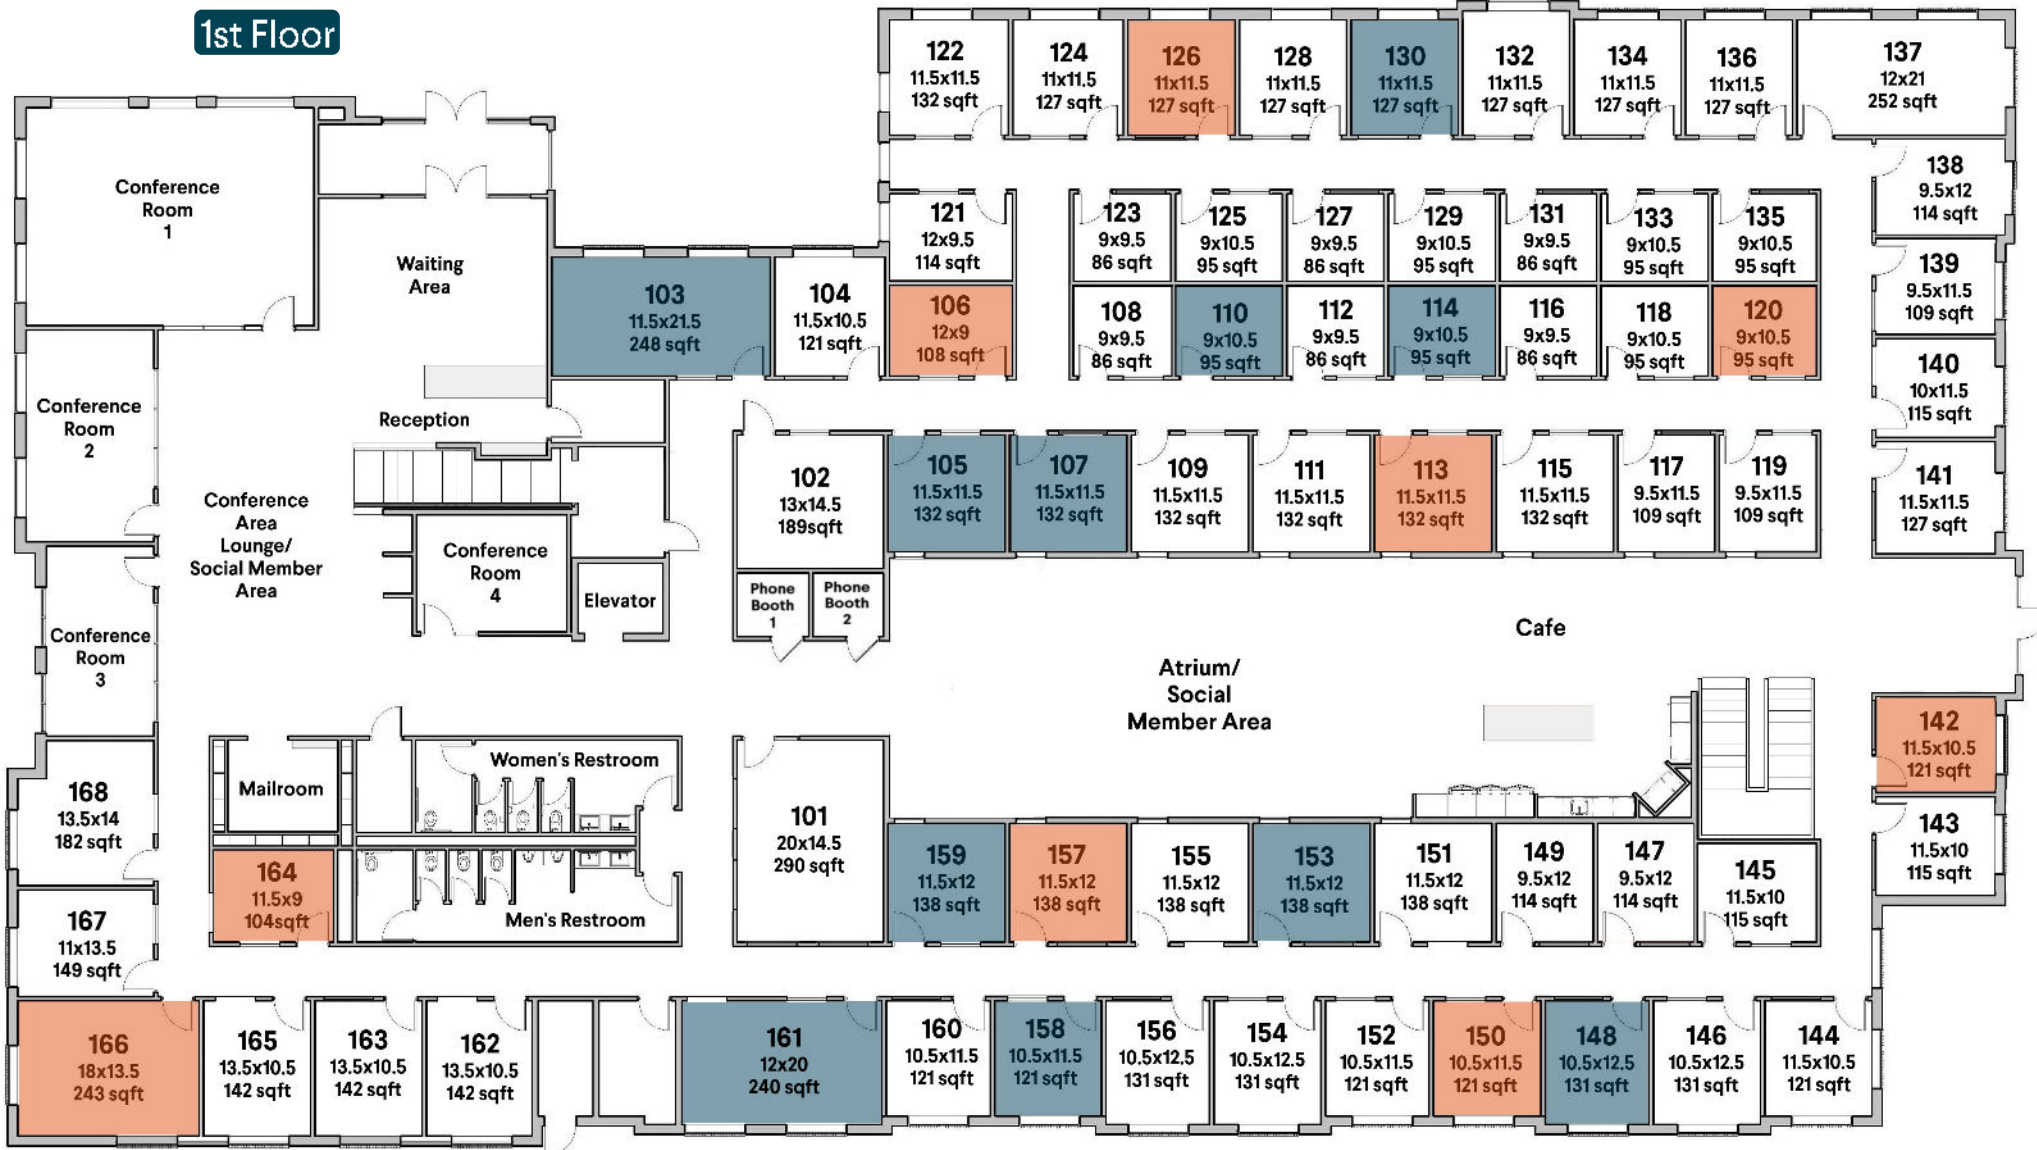 1st Floor
122
11.5x11.5
132 sqft
124
11x11.5
127 sqft
126
11x11.5
127 sqft
128
11x11.5
127 sqft
130
11x11.5
127 sqft
132
11x11.5
127 sqft
134
11x11.5
127 sqft
136
11x11.5
127 sqft
137
12x21
252 sqft
Conference
Room
1
Waiting
Area
121
12x9.5
114 sqft
123
9x9.5
86 sqft
125
9x10.5
95 sqft
127
9x9.5
86 sqft
129
9x10.5
95 sqft
131
9x9.5
86 sqft
133
9x10.5
95 sqft
135
9x10.5
95 sqft
138
9.5x12
114 sqft
139
9.5x11.5
109 sqft
103
11.5x21.5
248 sqft
104
11.5x10.5
121 sqft
106
12x9
108 sqft
108
9x9.5
86 sqft
110
9x10.5
95 sqft
112
9x9.5
86 sqft
114
9x10.5
95 sqft
116
9x9.5
86 sqft
118
9x10.5
95 sqft
120
9x10.5
95 sqft
140
10x11.5
115 sqft
Conference
Room
2
Reception
102
13x14.5
189sqft
105
11.5x11.5
132 sqft
107
11.5x11.5
132 sqft
109
11.5x11.5
132 sqft
111
11.5x11.5
132 sqft
113
11.5x11.5
132 sqft
115
11.5x11.5
132 sqft
117
9.5x11.5
109 sqft
119
9.5x11.5
109 sqft
141
11.5x11.5
127 sqft
Conference
Area
Lounge/
Social Member
Area
Conference
Room
4
Elevator
Phone
Booth
1
Phone
Booth
2
Conference
Room
3
Cafe
Atrium/
Social
Member Area
142
11.5x10.5
121 sqft
168
13.5x14
182 sqft
Mailroom
Women's Restroom
101
20x14.5
290 sqft
159
11.5x12
138 sqft
157
11.5x12
138 sqft
155
11.5x12
138 sqft
153
11.5x12
138 sqft
151
11.5x12
138 sqft
149
9.5x12
114 sqft
147
9.5x12
114 sqft
145
11.5x10
115 sqft
143
11.5x10
115 sqft
164
11.5x9
104sqft
Men's Restroom
167
11x13.5
149 sqft
166
18x13.5
243 sqft
165
13.5x10.5
142 sqft
163
13.5x10.5
142 sqft
162
13.5x10.5
142 sqft
161
12x20
240 sqft
160
10.5x11.5
121 sqft
158
10.5x11.5
121 sqft
156
10.5x12.5
131 sqft
154
10.5x12.5
131 sqft
152
10.5x11.5
121 sqft
150
10.5x11.5
121 sqft
148
10.5x12.5
131 sqft
146
10.5x12.5
131 sqft
144
11.5x10.5
121 sqft